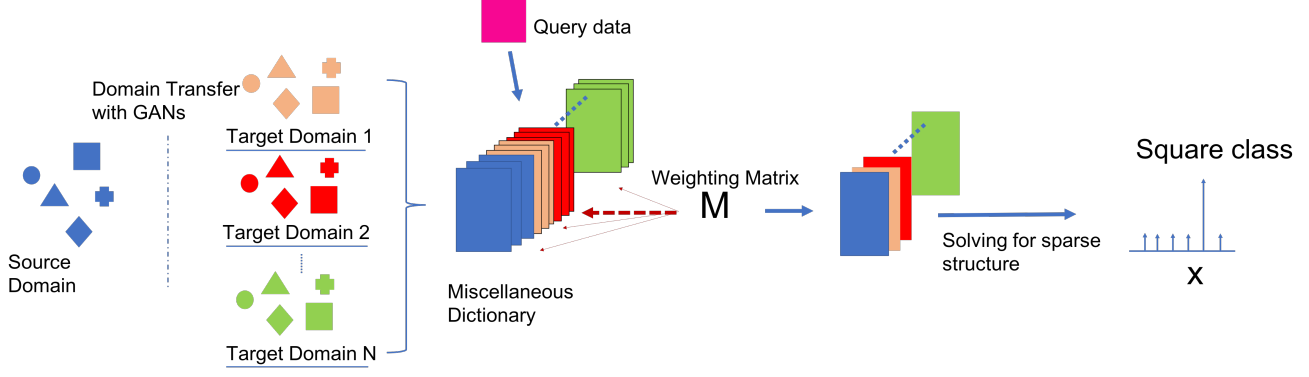 Source
Domain
Domain Transfer
with GANs
Target Domain 1
Target Domain 2
Target Domain N
Query data
Miscellaneous
Dictionary
Weighting Matrix
M
Solving for sparse
structure
Square class
x